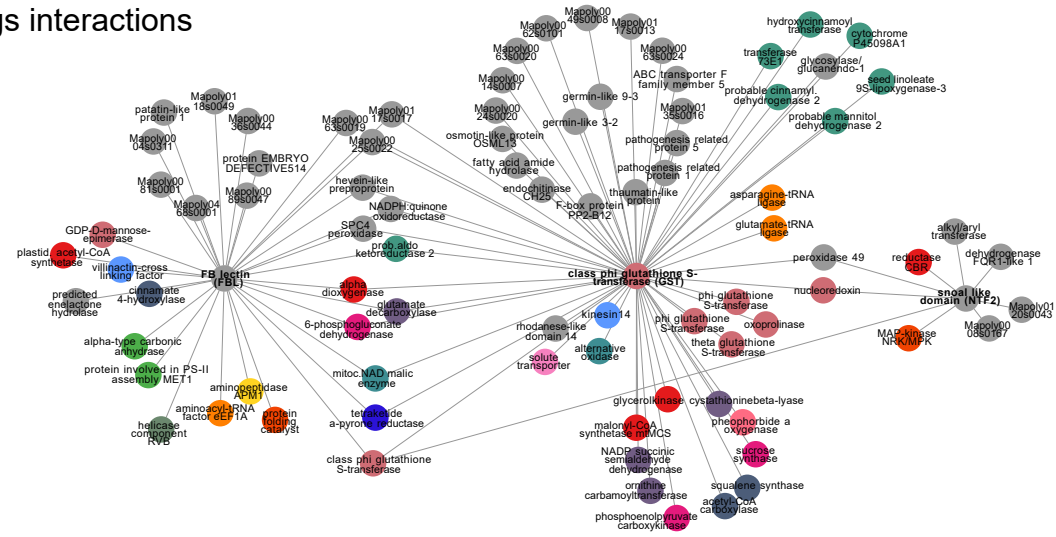 gs interactions
Mapoly00
49s0008
Mapoly00
62s0101
Mapoly01
17s0013
Mapoly00
63s0020
Mapoly00
63s0024
Mapoly00
14s0007
ABC transporter F
family member 5
Mapoly00
24s0020
germin-like 9-3
Mapoly01
35s0016
germin-like 3-2
osmotin-like protein
OSML13
pathogenesis related
protein 5
fatty acid amide
hydrolase
pathogenesis related
protein 1
endochitinase
CH25
thaumatin-like
protein
F-box protein
PP2-B12
hydroxycinnamoyl
transferase
cytochrome
P45098A1
transferase
73E1
glycosylase/
glucanendo-1
seed linoleate
9S-lipoxygenase-3
probable cinnamyl.
dehydrogenase 2
probable mannitol
dehydrogenase 2
patatin-like
protein 1
Mapoly01
18s0049
Mapoly00
36s0044
Mapoly00
04s0311
protein EMBRYO
DEFECTIVE514
Mapoly00
81s0001
Mapoly04
68s0001
Mapoly00
89s0047
Mapoly00
63s0019
Mapoly01
17s0017
Mapoly00
25s0022
hevein-like
preproprotein
NADPH:quinone
oxidoreductase
SPC4
peroxidase
prob.aldo
ketoreductase 2
GDP-D-mannose-
epimerase
plastid. acetyl-CoA
synthetase
villinactin-cross
linking factor
cinnamate
4-hydroxylase
predicted
enelactone
hydrolase
FB lectin
(FBL)
alpha-type carbonic
anhydrase
protein involved in PS-II
assembly MET1
aminopeptidase
APM1
aminoacyl-tRNA
factor eEF1A
protein
folding
catalyst
helicase
component
RVB
alpha
dioxygenase
glutamate
decarboxylase
6-phosphogluconate
dehydrogenase
mitoc.NAD malic
enzyme
tetraketide
a-pyrone reductase
class phi glutathione
S-transferase
class phi glutathione S-
transferase (GST)
asparagine-tRNA
ligase
glutamate-tRNA
ligase
peroxidase 49
nucleoredoxin
phi glutathione
S-transferase
phi glutathione
S-transferase
oxoprolinase
theta glutathione
S-transferase
kinesin14
rhodanese-like
domain 14
alternative
oxidase
solute
transporter
glycerolkinase
cystathioninebeta-lyase
malonyl-CoA
synthetase mtMCS
pheophorbide a
oxygenase
NADP succinic
semialdehyde
dehydrogenase
sucrose
synthase
ornithine
carbamoyltransferase
squalene synthase
acetyl-CoA
carboxylase
phosphoenolpyruvate
carboxykinase
alkyl/aryl
transferase
reductase
CBR
dehydrogenase
FQR1-like 1
snoal like
domain (NTF2)
Mapoly01
20s0043
Mapoly00
08s0167
MAP-kinase
NRK/MPK